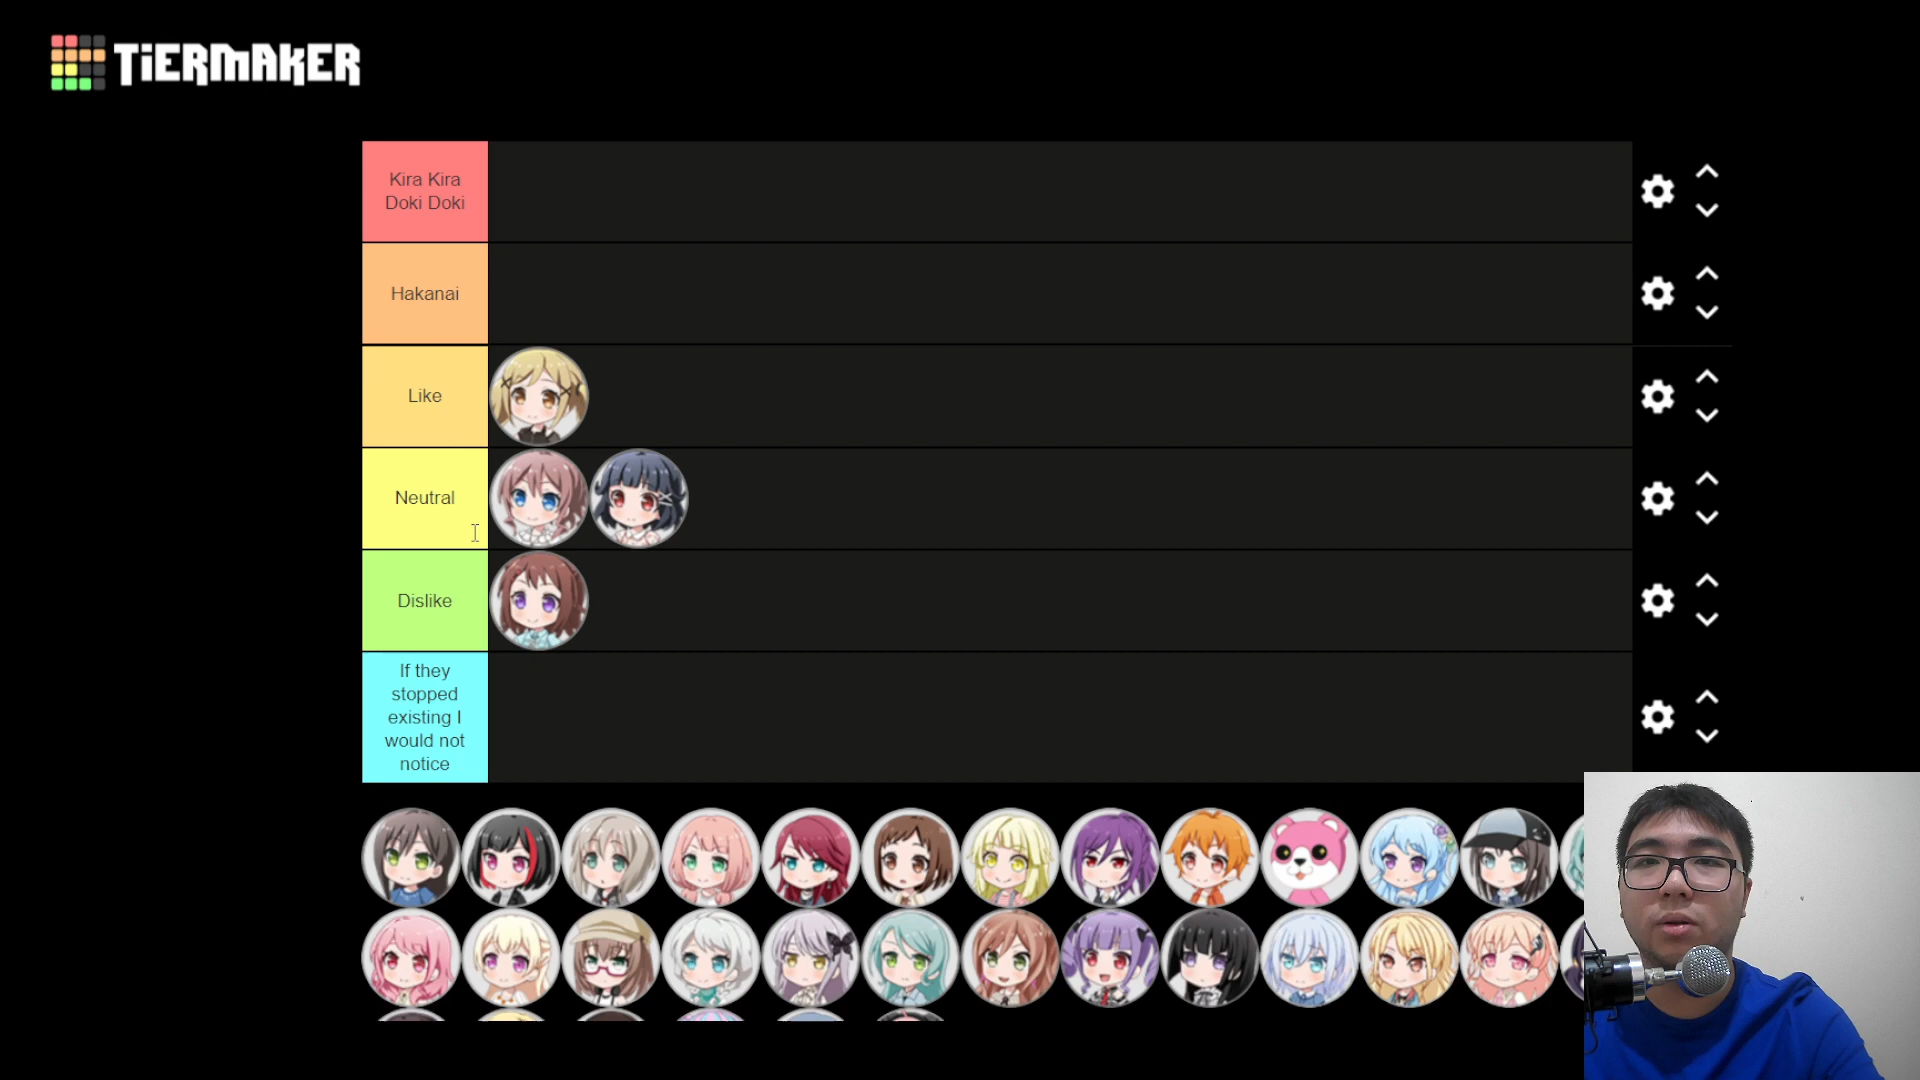 TiERMAKER
Kira Kira
Doki Doki
Hakanai
Like
Neutral
Dislike
If they
stopped
existing I
would not
notice